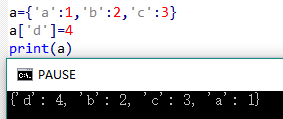 a={'a':1,'b':2,'c':3}
a['d']=4
print(a)
C:\. PAUSE
{'d': 4, 'b': 2, 'c': 3, 'a': 1}